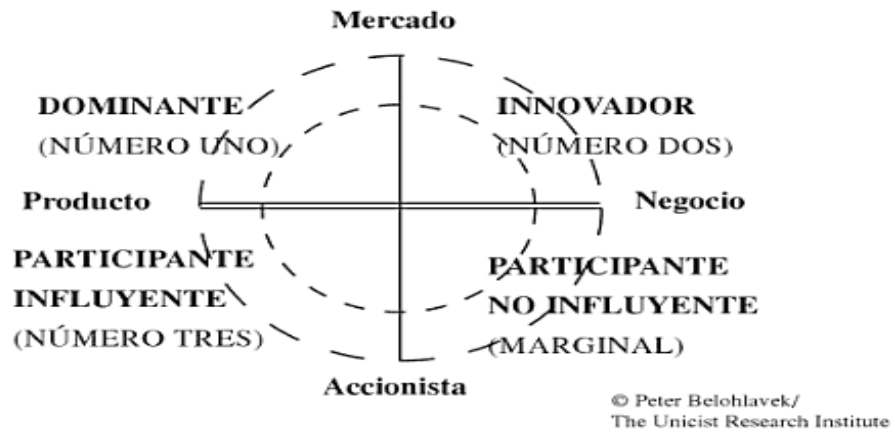 Mercado
DOMINANTE
(NÚMERO UNO)
INNOVADOR
(NÚMERO DOS)
Producto
Negocio
PARTICIPANTE
INFLUYENTE
(NÚMERO TRES)
PARTICIPANTE
NO INFLUYENTE
(MARGINAL)
Accionista
© Peter Belohlavek/
The Unicist Research Institute